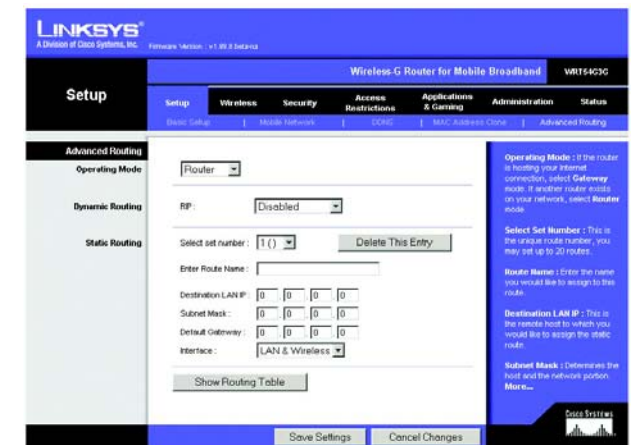 LINKSYS®
A Division of Cisco Systems, Inc.
Firmware Version :
Wireless-G Router for Mobile Broadband WRT54G3G
Setup
Setup Wireless Security Access Restrictions Applications & Gaming Administration Status
Basic Setup | Mobile Network | DDNS | MAC Address Clone | Advanced Routing
Advanced Routing
Operating Mode
Router
Dynamic Routing
RIP :
Disabled
Static Routing
Select set number :
1 ()
Delete This Entry
Enter Route Name :
Destination LAN IP : 0 . 0 . 0 . 0
Subnet Mask : 0 . 0 . 0 . 0
Default Gateway : 0 . 0 . 0 . 0
Interface : LAN & Wireless
Show Routing Table
Operating Mode : If the router
is hosting your Internet
connection, select Gateway
mode. If another router exists
on your network, select Router
mode.
Select Set Number : This is
the unique route number, you
may set up to 20 routes.
Route Name : Enter the name
you would like to assign to this
route.
Destination LAN IP : This is
the remote host to which you
would like to assign the static
route.
Subnet Mask : Determines the
host and the network portion.
More...
Save Settings Cancel Changes
Cisco Systems